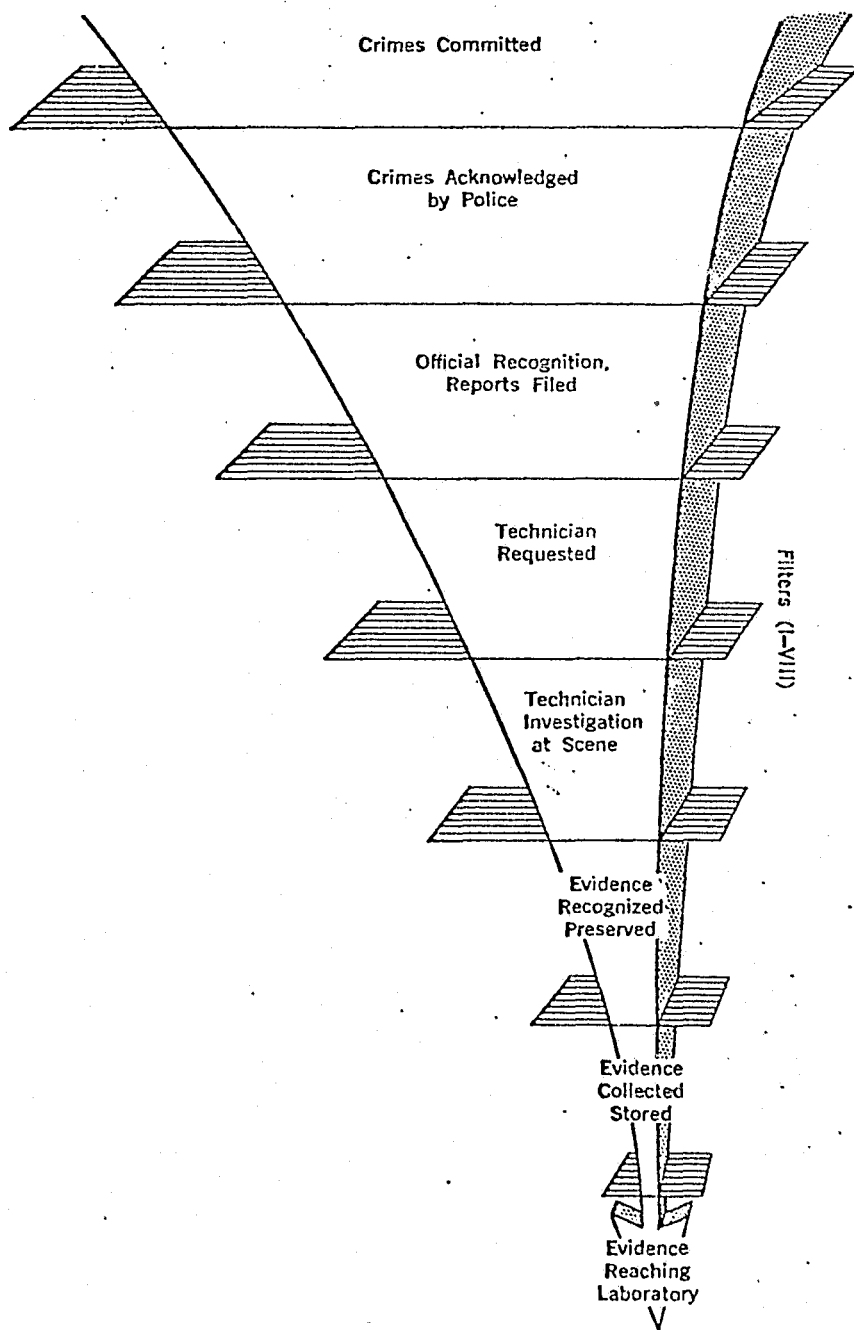 Crimes Committed
Crimes Acknowledged
by Police
Official Recognition,
Reports Filed
Technician
Requested
Filters (I-VIII)
Technician
Investigation
at Scene
Evidence
Recognized
Preserved
Evidence
Collected
Stored
Evidence
Reaching
Laboratory